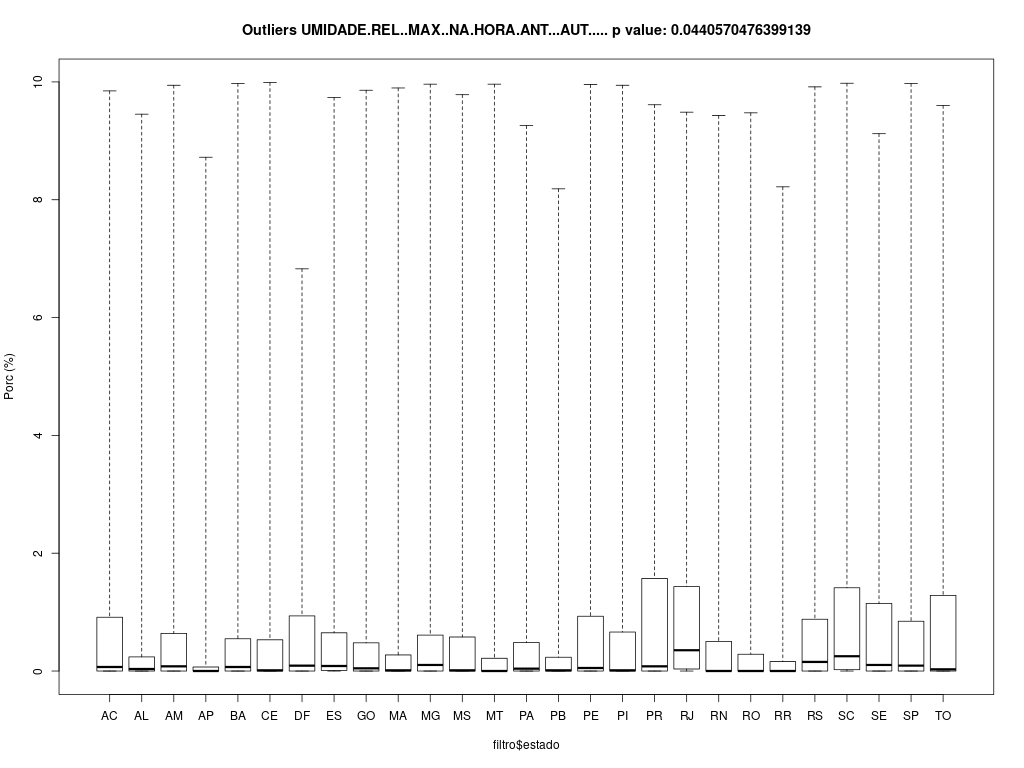 Outliers UMIDADE.REL..MAX..NA.HORA.ANT...AUT..... p value: 0.0440570476399139
10
8
6
4
2
0
Porc (%)
AC AL AM AP BA CE DF ES GO MA MG MS MT PA PB PE PI PR RJ RN RO RR RS SC SE SP TO
filtro$estado